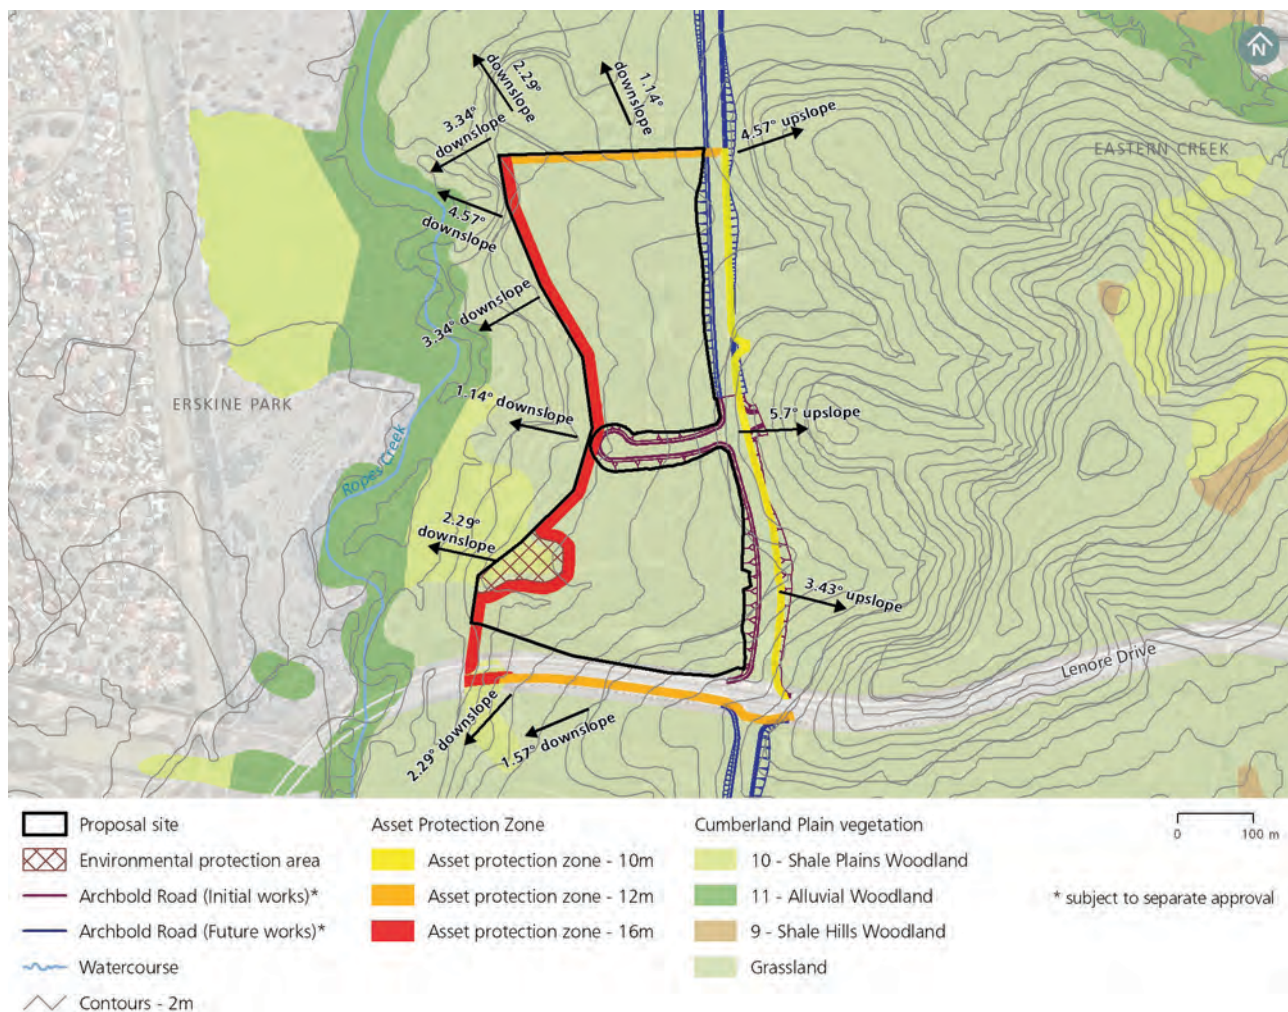 N
2.29°
downslope
1.14°
downslope
3.34°
downslope
4.57° upslope
EASTERN CREEK
4.57°
downslope
3.34° downslope
1.14° downslope
ERSKINE PARK
5.7° upslope
Ropes Creek
2.29°
downslope
3.43° upslope
Lenore Drive
2.29° downslope
1.57° downslope
Proposal site
Environmental protection area
Archbold Road (Initial works)*
Archbold Road (Future works)*
Watercourse
Contours - 2m
Asset Protection Zone
Asset protection zone - 10m
Asset protection zone - 12m
Asset protection zone - 16m
Cumberland Plain vegetation
10 - Shale Plains Woodland
11 - Alluvial Woodland
9 - Shale Hills Woodland
Grassland
0 100 m
* subject to separate approval